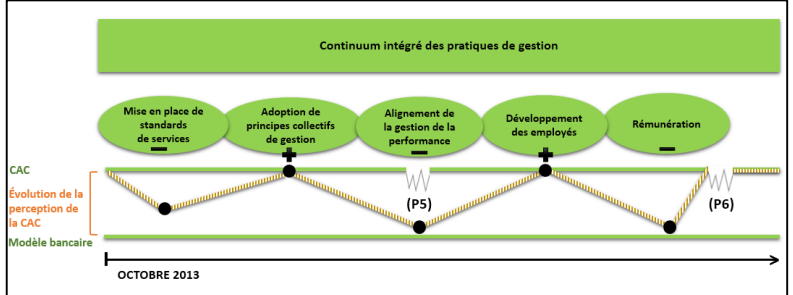 Continuum intégré des pratiques de gestion
Mise en place de
standards
de services
Adoption de
principes collectifs
de gestion
Alignement de
la gestion de la
performance
Développement
des employés
Rémunération
CAC
Évolution de la
perception de
la CAC
(P5)
(P6)
Modèle bancaire
OCTOBRE 2013